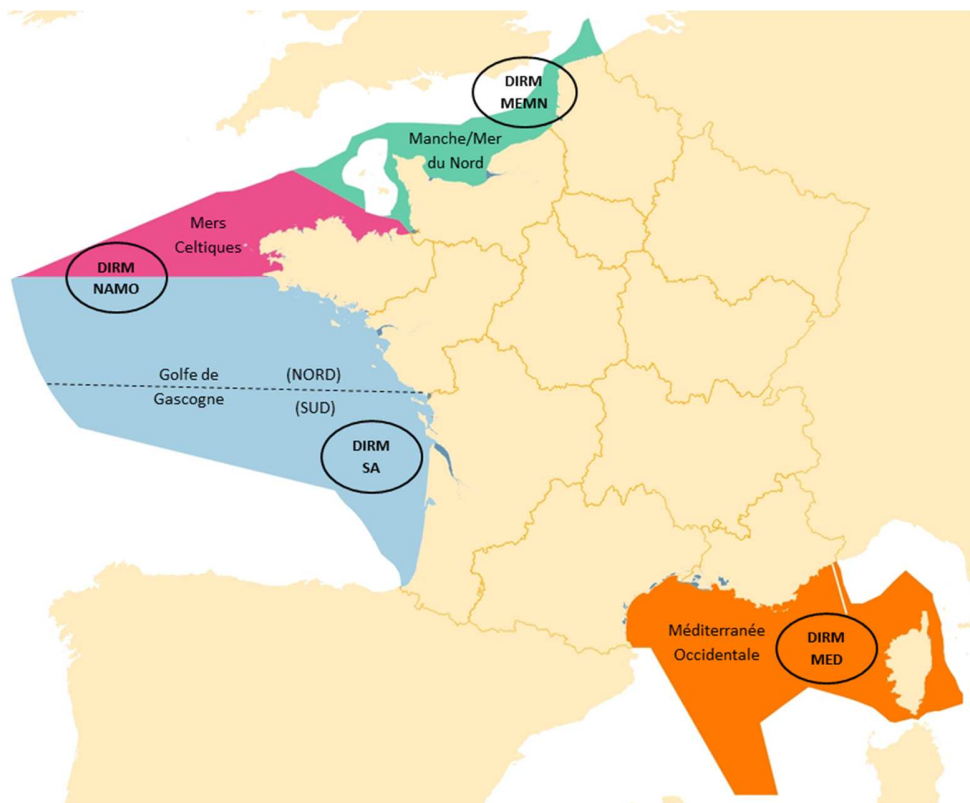 DIRM
MEMN
Manche/Mer
du Nord
Mers
Celtiques
DIRM
NAMO
Golfe de
Gascogne
(NORD)
(SUD)
DIRM
SA
Méditerranée
Occidentale
DIRM
MED